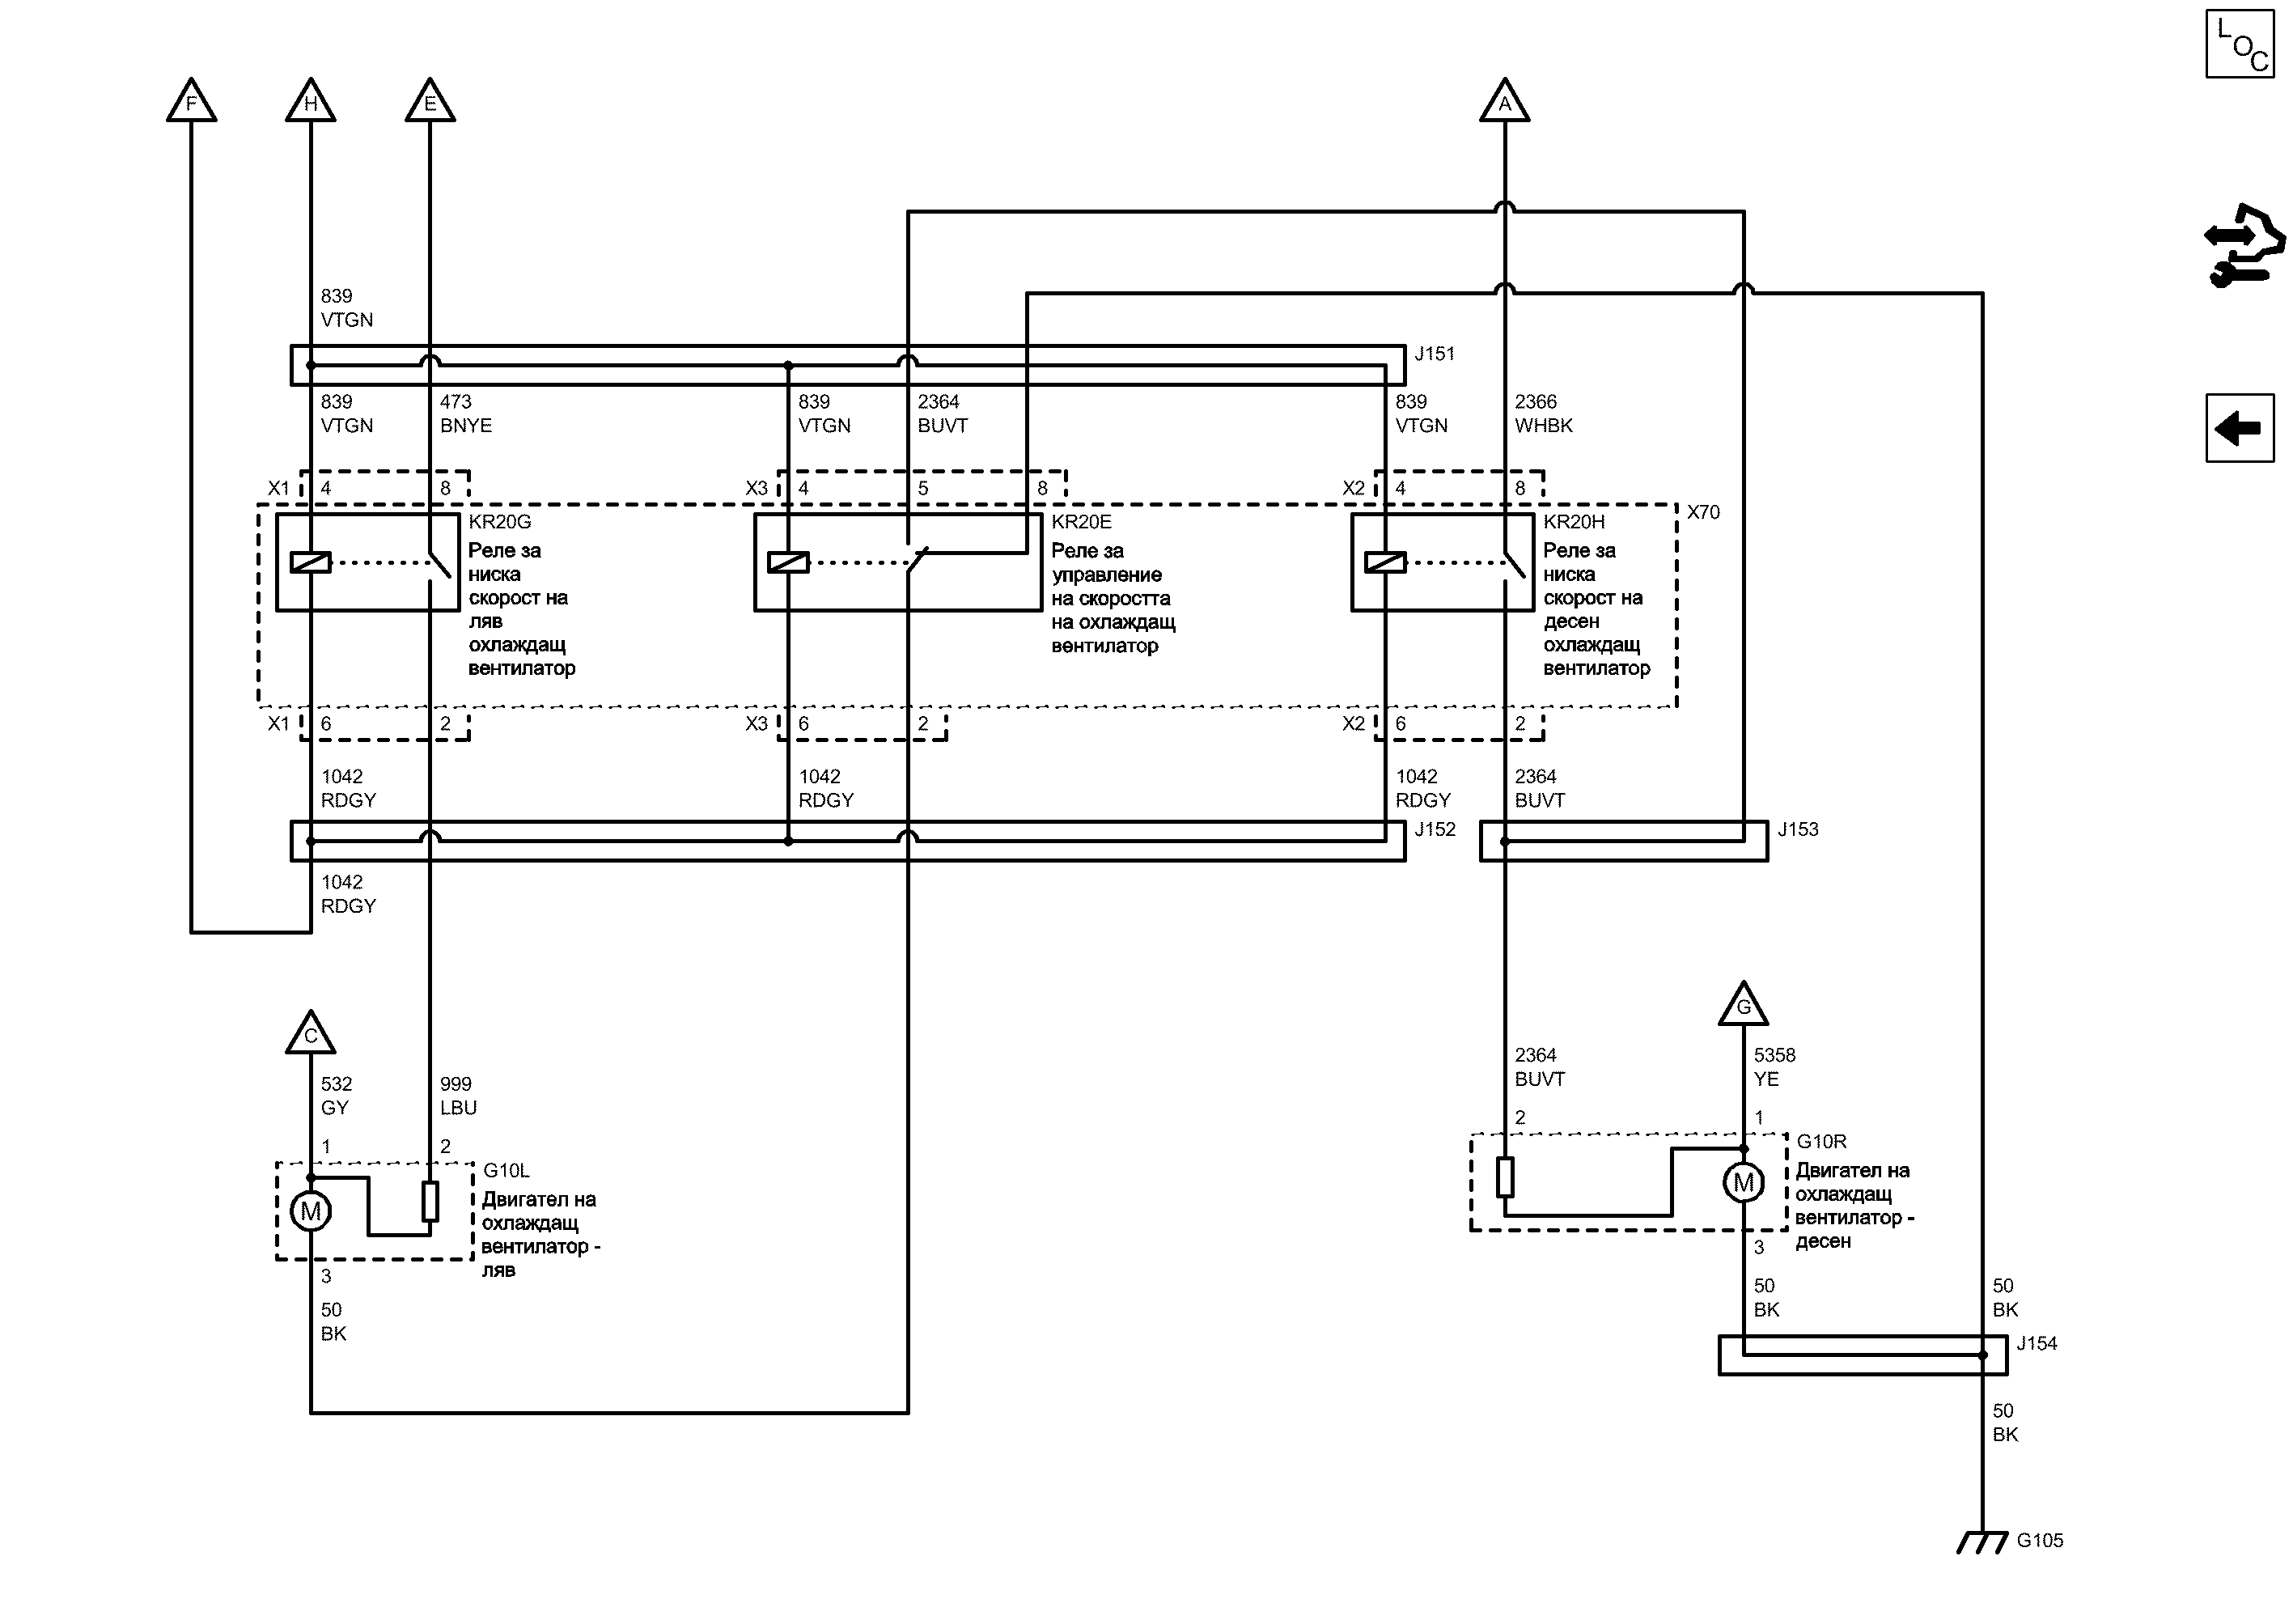 L
O
C
F
H
E
A
839
VTGN
J151
839
VTGN
473
BNYE
839
VTGN
2364
BUVT
839
VTGN
2366
WHBK
X1
4
8
X3
4
5
8
X2
4
8
X70
KR20G
Реле за
ниска
скорост на
ляв
охлаждащ
вентилатор
KR20E
Реле за
управление
на скоростта
на охлаждащ
вентилатор
KR20H
Реле за
ниска
скорост на
десен
охлаждащ
вентилатор
X1
6
2
X3
6
2
X2
6
2
1042
RDGY
1042
RDGY
1042
RDGY
2364
BUVT
J152
J153
1042
RDGY
C
G
532
GY
999
LBU
2364
BUVT
5358
YE
1
2
2
1
G10L
Двигател на
охлаждащ
вентилатор -
ляв
G10R
Двигател на
охлаждащ
вентилатор -
десен
M
M
3
3
50
BK
50
BK
50
BK
J154
50
BK
G105